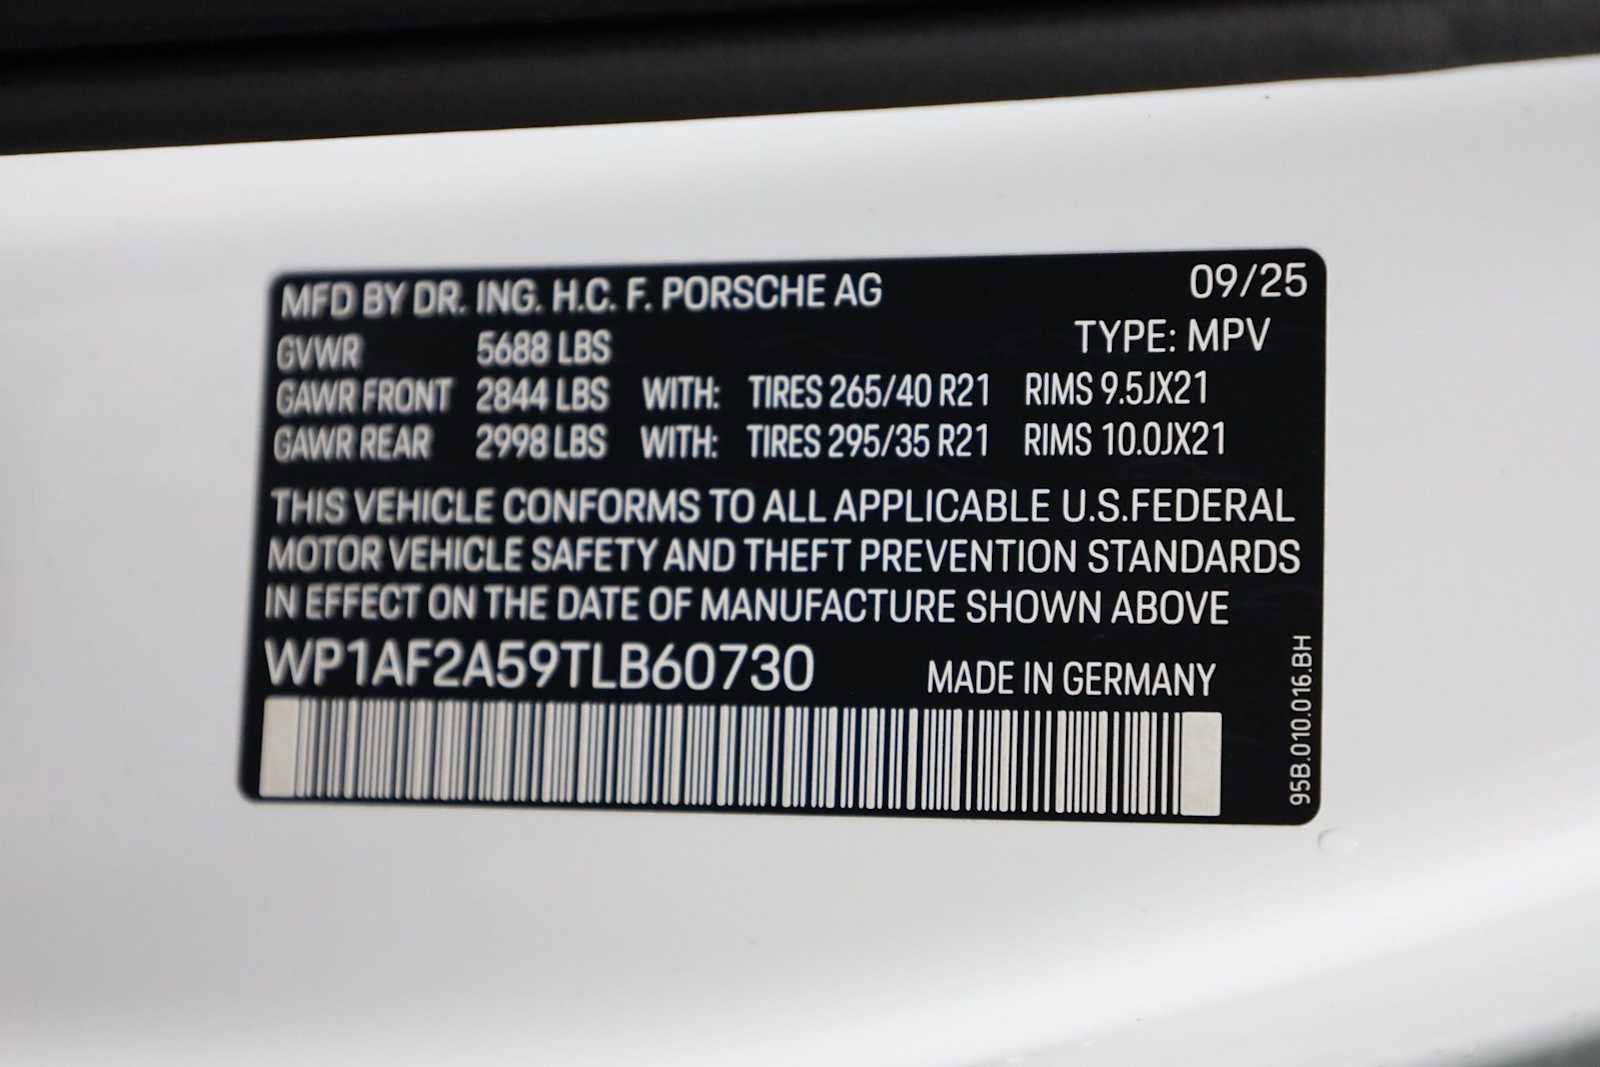 MFD BY DR. ING. H.C. F. PORSCHE AG 09/25
GVWR 5688 LBS TYPE: MPV
GAWR FRONT 2844 LBS WITH: TIRES 265/40 R21 RIMS 9.5JX21
GAWR REAR 2998 LBS WITH: TIRES 295/35 R21 RIMS 10.0JX21
THIS VEHICLE CONFORMS TO ALL APPLICABLE U.S.FEDERAL
MOTOR VEHICLE SAFETY AND THEFT PREVENTION STANDARDS
IN EFFECT ON THE DATE OF MANUFACTURE SHOWN ABOVE
WP1AF2A59TLB60730 MADE IN GERMANY
95B.010.016.BH